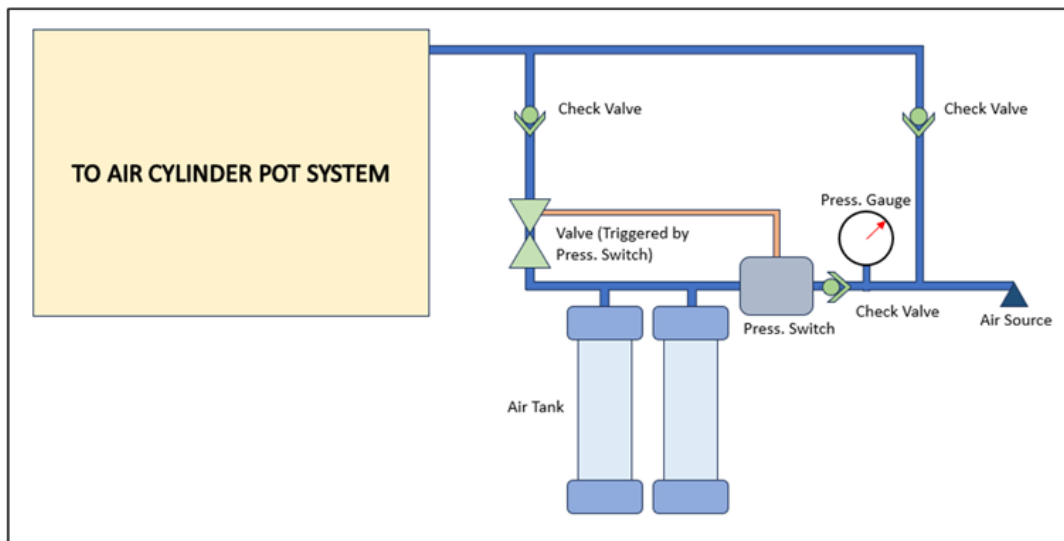 TO AIR CYLINDER POT SYSTEM
Check Valve
Check Valve
Press. Gauge
Valve (Triggered by
Press. Switch)
Press. Switch
Check Valve
Air Source
Air Tank